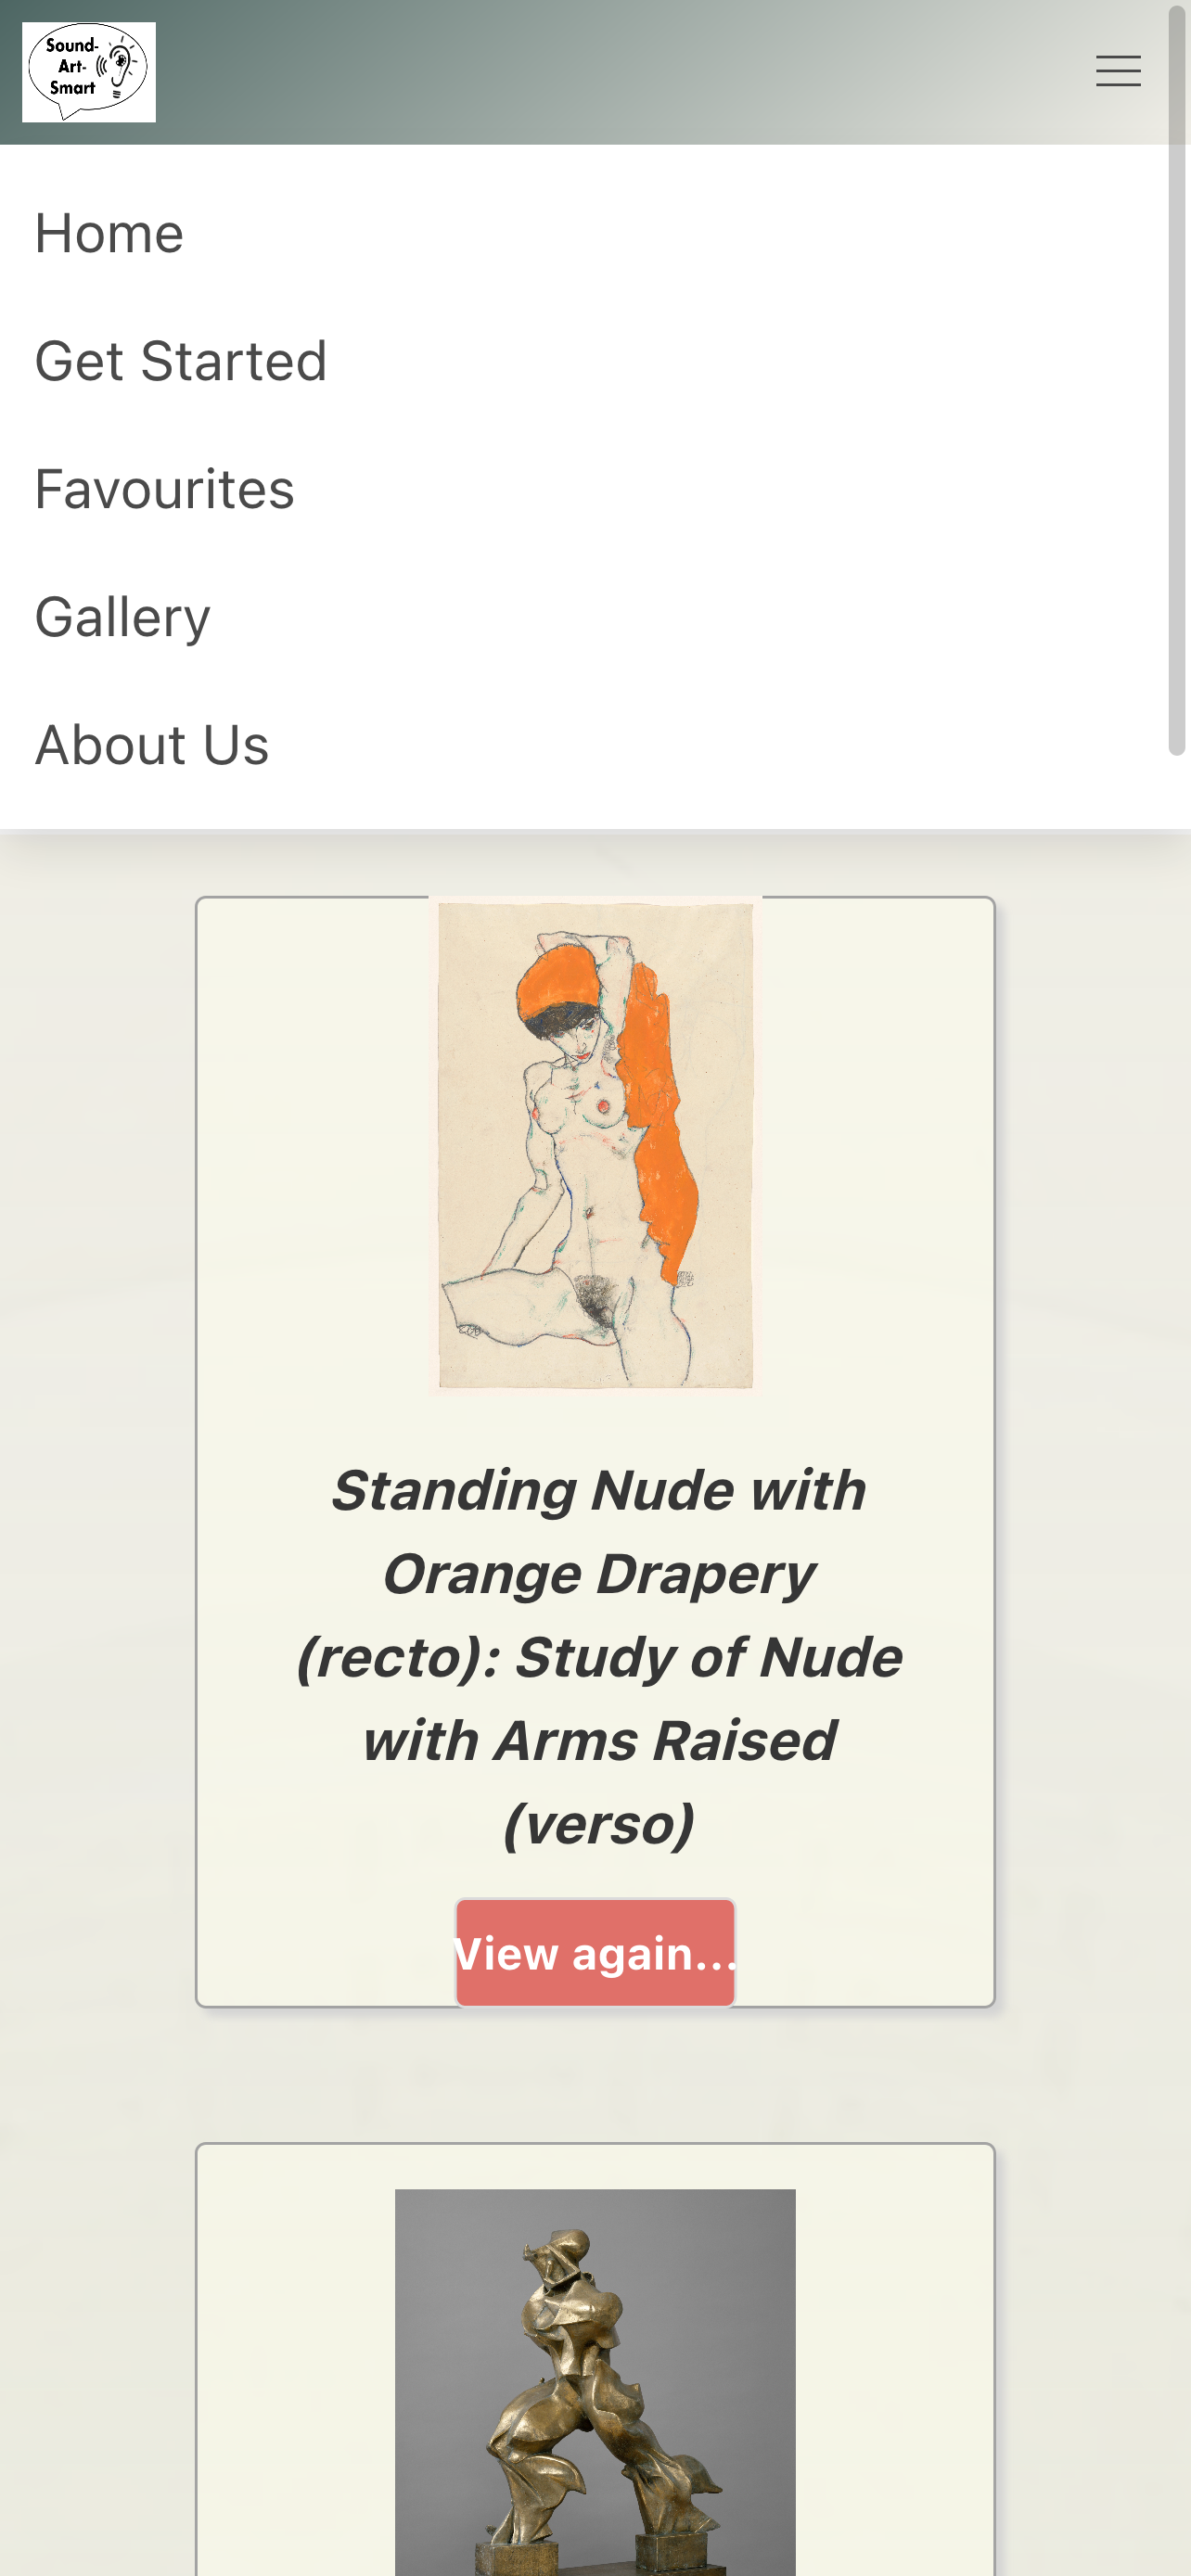 Sound-
Art-
Smart
Home
Get Started
Favourites
Gallery
About Us
Standing Nude with
Orange Drapery
(recto): Study of Nude
with Arms Raised
(verso)
View again...